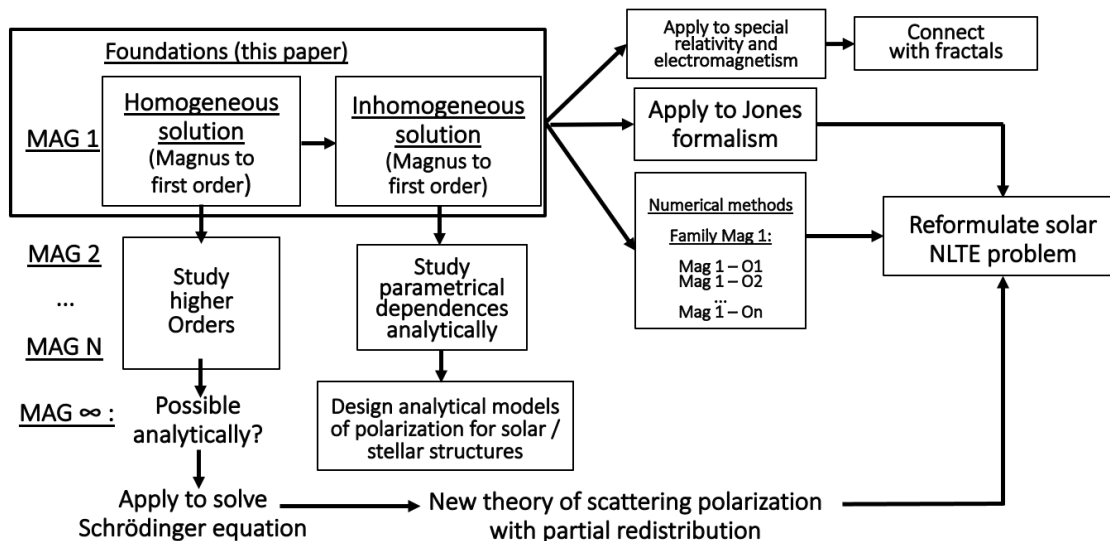 Foundations (this paper)
MAG 1
Homogeneous
solution
(Magnus to
first order)
Inhomogeneous
solution
(Magnus to
first order)
Apply to special
relativity and
electromagnetism
Connect
with fractals
Apply to Jones
formalism
Numerical methods
Family Mag 1:
Mag 1 – O1
Mag 1 – O2
...
Mag 1 – On
Reformulate solar
NLTE problem
MAG 2
...
MAG N
Study
higher
Orders
Study
parametrical
dependences
analytically
MAG ∞ :
Possible
analytically?
Design analytical models
of polarization for solar /
stellar structures
Apply to solve
Schrödinger equation
New theory of scattering polarization
with partial redistribution